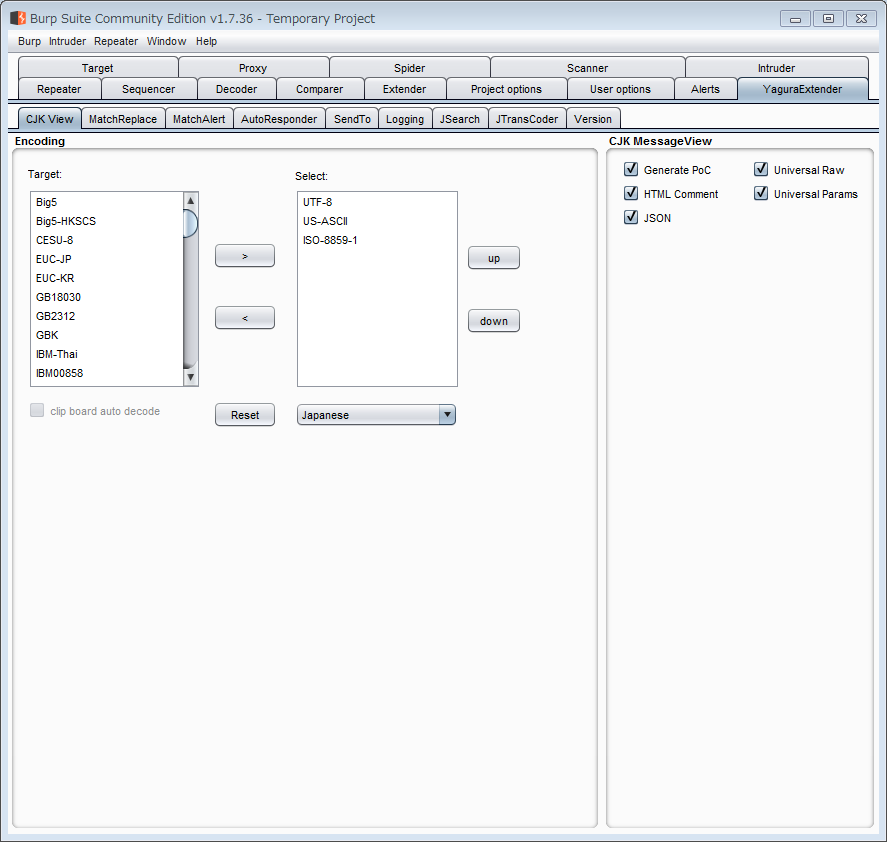 Burp Suite Community Edition v1.7.36 - Temporary Project
Burp Intruder Repeater Window Help
Target Proxy Spider Scanner Intruder
Repeater Sequencer Decoder Comparer Extender Project options User options Alerts YaguraExtender
CJK View MatchReplace MatchAlert AutoResponder SendTo Logging JSearch JTransCoder Version
Encoding
Target:
Big5
Big5-HKSCS
CESU-8
EUC-JP
EUC-KR
GB18030
GB2312
GBK
IBM-Thai
IBM00858
clip board auto decode
>
<
Reset
Select:
UTF-8
US-ASCII
ISO-8859-1
Japanese
up
down
CJK MessageView
Generate PoC Universal Raw
HTML Comment Universal Params
JSON